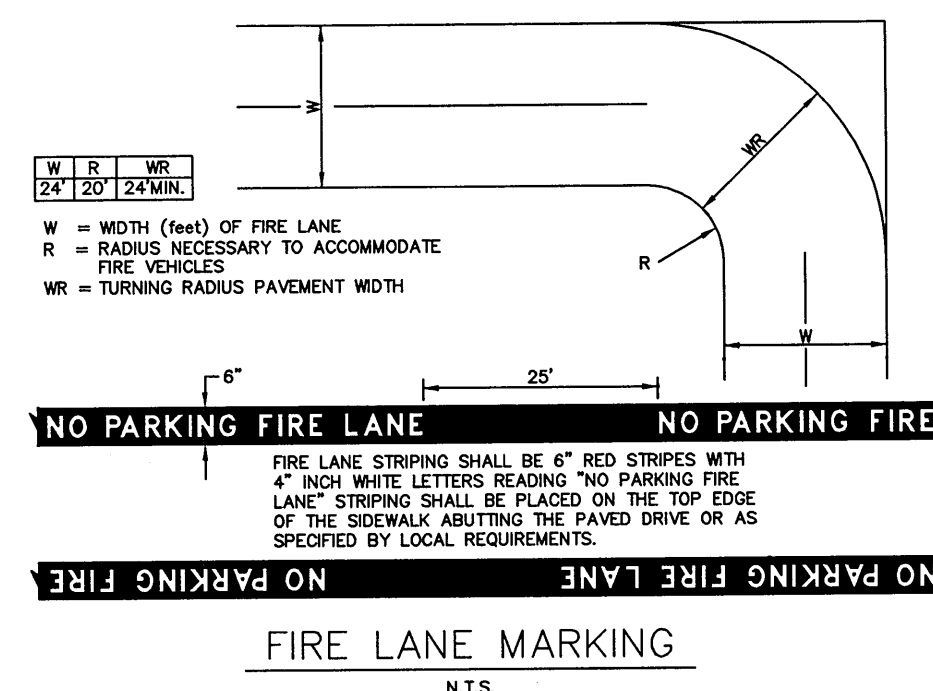 W
WR
W R WR
24' 20' 24'MIN.
W = WIDTH (feet) OF FIRE LANE
R = RADIUS NECESSARY TO ACCOMMODATE
FIRE VEHICLES
WR = TURNING RADIUS PAVEMENT WIDTH
R
W
6"
25'
NO PARKING FIRE LANE NO PARKING FIRE
FIRE LANE STRIPING SHALL BE 6" RED STRIPES WITH
4" INCH WHITE LETTERS READING "NO PARKING FIRE
LANE" STRIPING SHALL BE PLACED ON THE TOP EDGE
OF THE SIDEWALK ABUTTING THE PAVED DRIVE OR AS
SPECIFIED BY LOCAL REQUIREMENTS.
NO PARKING FIRE LANE NO PARKING FIRE
FIRE LANE MARKING
N.T.S.